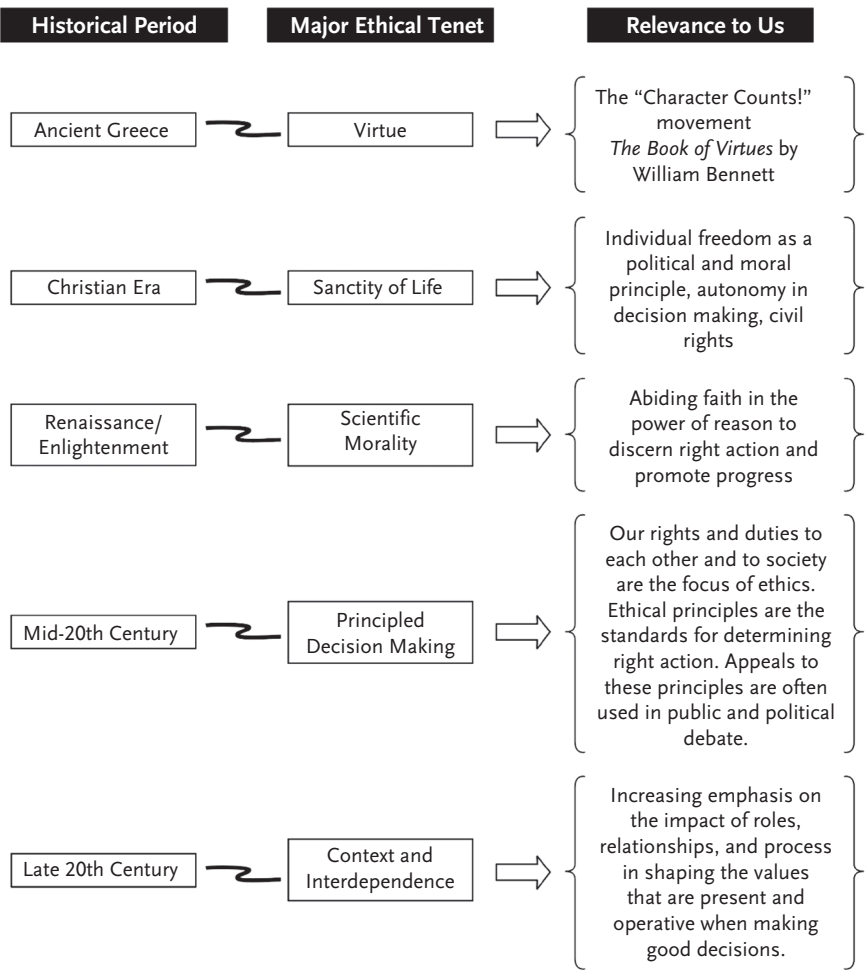 Historical Period
Major Ethical Tenet
Relevance to Us
Ancient Greece
Virtue
The “Character Counts!”
movement
The Book of Virtues by
William Bennett
Christian Era
Sanctity of Life
Individual freedom as a
political and moral
principle, autonomy in
decision making, civil
rights
Renaissance/
Enlightenment
Scientific
Morality
Abiding faith in the
power of reason to
discern right action and
promote progress
Mid-20th Century
Principled
Decision Making
Our rights and duties to
each other and to society
are the focus of ethics.
Ethical principles are the
standards for determining
right action. Appeals to
these principles are often
used in public and political
debate.
Late 20th Century
Context and
Interdependence
Increasing emphasis on
the impact of roles,
relationships, and process
in shaping the values
that are present and
operative when making
good decisions.